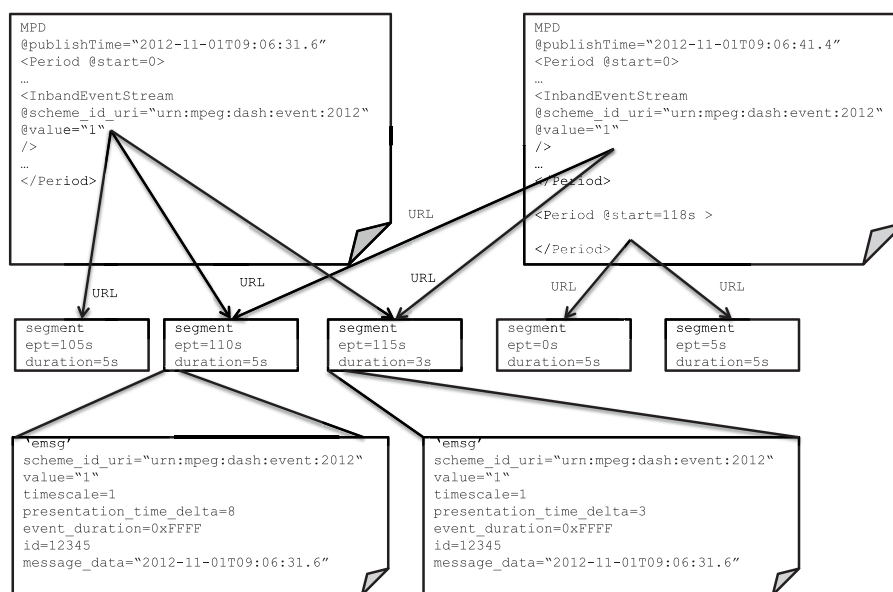 MPD
@publishTime=“2012-11-01T09:06:31.6”
<Period @start=0>
…
<InbandEventStream
@scheme_id_uri=“urn:mpeg:dash:event:2012“
@value=“1“
/>
…
</Period>
MPD
@publishTime=“2012-11-01T09:06:41.4”
<Period @start=0>
…
<InbandEventStream
@scheme_id_uri=“urn:mpeg:dash:event:2012“
@value=“1“
/>
…
</Period>
<Period @start=118s >
</Period>
URL
URL
URL
URL
URL
URL
segment
ept=105s
duration=5s
segment
ept=110s
duration=5s
segment
ept=115s
duration=3s
segment
ept=0s
duration=5s
segment
ept=5s
duration=5s
‘emsg’
scheme_id_uri=“urn:mpeg:dash:event:2012“
value=“1“
timescale=1
presentation_time_delta=8
event_duration=0xFFFF
id=12345
message_data=“2012-11-01T09:06:31.6”
‘emsg’
scheme_id_uri=“urn:mpeg:dash:event:2012“
value=“1“
timescale=1
presentation_time_delta=3
event_duration=0xFFFF
id=12345
message_data=“2012-11-01T09:06:31.6”